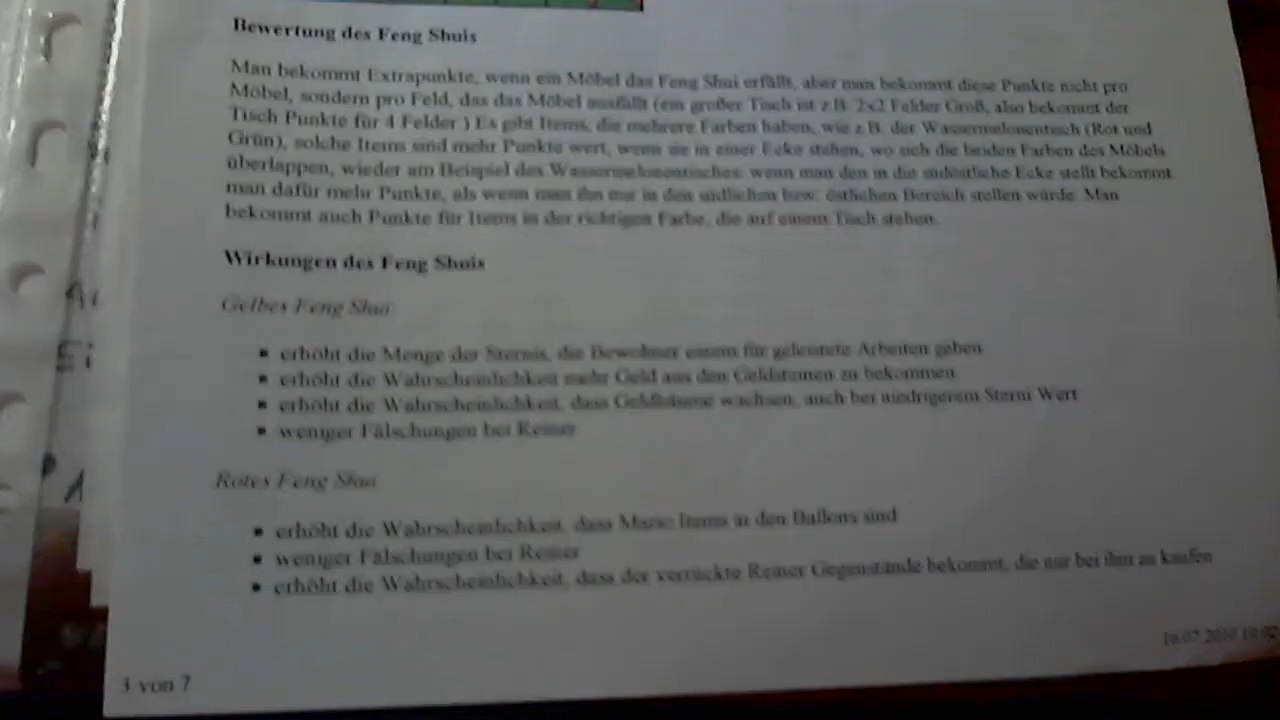 Bewertung des Feng Shuis
Man bekommt Extrapunkte, wenn ein Möbel das Feng Shui erfüllt, aber man bekommt diese Punkte nicht pro
Möbel, sondern pro Feld, das das Möbel ausfüllt (ein großer Tisch ist z.B. 2x2 Felder Groß, also bekommt der
Tisch Punkte für 4 Felder ) Es gibt Items, die mehrere Farben haben, wie z.B. der Wassermelonentisch (Rot und
Grün), solche Items sind mehr Punkte wert, wenn sie in einer Ecke stehen, wo sich die beiden Farben des Möbels
überlappen, wieder am Beispiel des Wassermelonentisches: wenn man den in die südöstliche Ecke stellt bekommt
man dafür mehr Punkte, als wenn man ihn nur in den südlichen bzw. östlichen Bereich stellen würde. Man
bekommt auch Punkte für Items in der richtigen Farbe, die auf einem Tisch stehen.
Wirkungen des Feng Shuis
Gelbes Feng Shui
erhöht die Menge der Sternis, die Bewohner einem für geleistete Arbeiten geben
erhöht die Wahrscheinlichkeit mehr Geld aus den Geldsteinen zu bekommen
erhöht die Wahrscheinlichkeit, dass Geldbäume wachsen, auch bei niedrigerem Sterni Wert
weniger Fälschungen bei Reiner
Rotes Feng Shui
erhöht die Wahrscheinlichkeit, dass Mario Items in den Ballons sind
weniger Fälschungen bei Reiner
erhöht die Wahrscheinlichkeit, dass der verrückte Reiner Gegenstände bekommt, die nur bei ihm zu kaufen
3 von 7